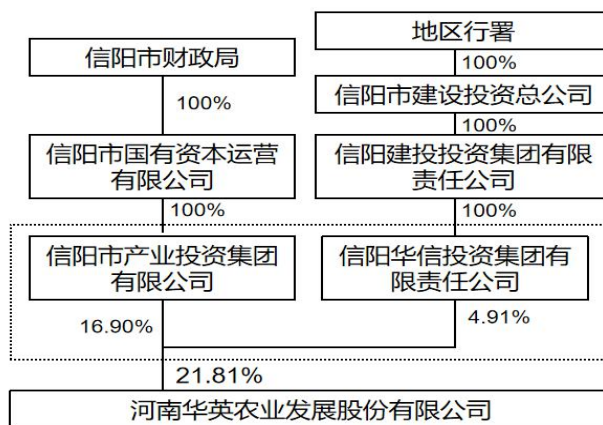 地区行署
信阳市财政局
100%
100%
信阳市建设投资总公司
100%
信阳市国有资本运营
有限公司
信阳建投投资集团有限
责任公司
100%
100%
信阳市产业投资集团
有限公司
信阳华信投资集团有
限责任公司
16.90%
4.91%
21.81%
河南华英农业发展股份有限公司